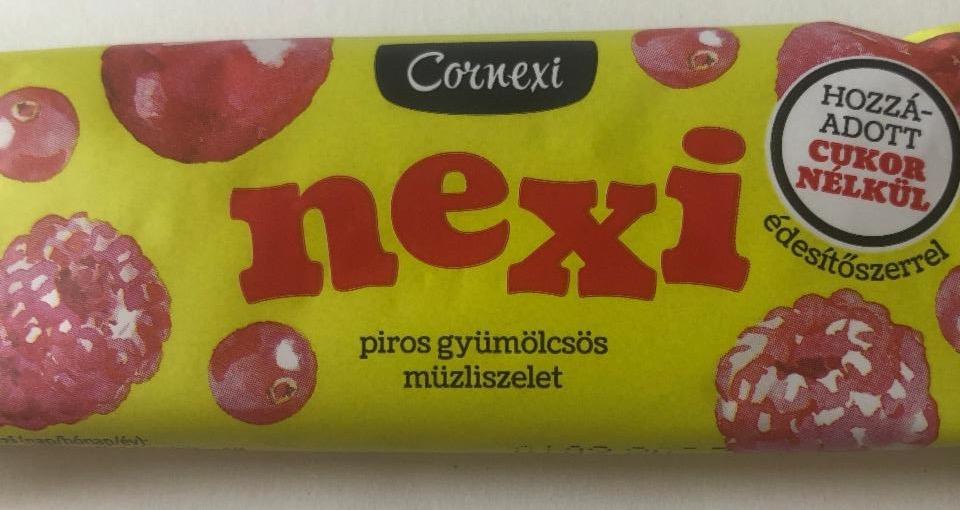 Cornexi
nexi
HOZZÁ-
ADOTT
CUKOR
NÉLKÜL
édesítőszerrel
piros gyümölcsös
müzliszelet